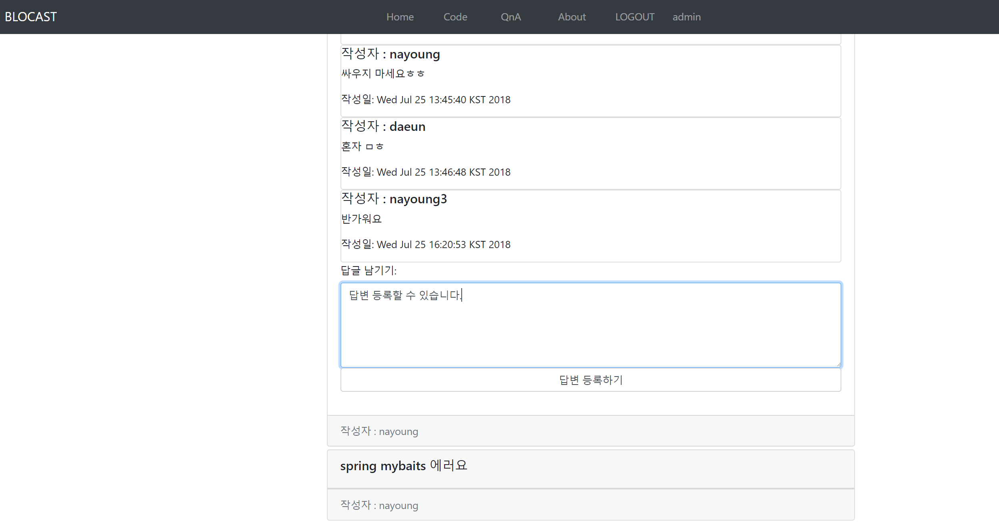 BLOCAST Home Code QnA About LOGOUT admin
작성자 : nayoung
싸우지 마세요ㅎㅎ
작성일: Wed Jul 25 13:45:40 KST 2018
작성자 : daeun
혼자 ㅁㅎ
작성일: Wed Jul 25 13:46:48 KST 2018
작성자 : nayoung3
반가워요
작성일: Wed Jul 25 16:20:53 KST 2018
답글 남기기:
답변 등록할 수 있습니다.
답변 등록하기
작성자 : nayoung
spring mybaits 에러요
작성자 : nayoung